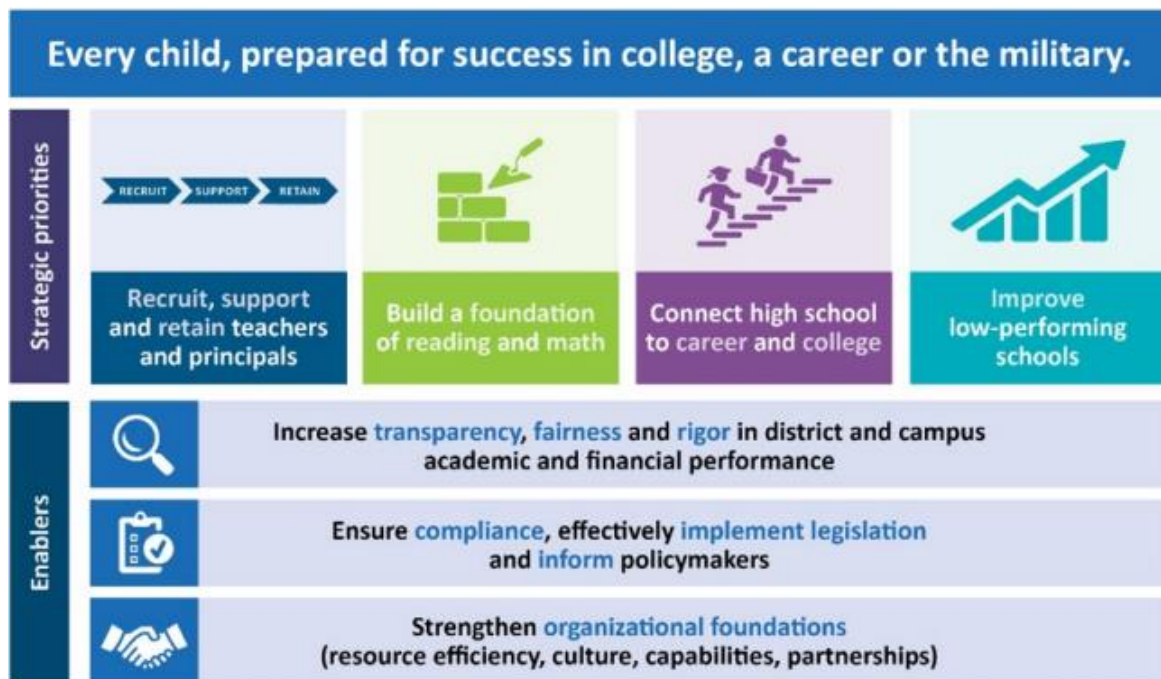 Every child, prepared for success in college, a career or the military.
Strategic priorities
RECRUIT SUPPORT RETAIN
Recruit, support
and retain teachers
and principals
Build a foundation
of reading and math
Connect high school
to career and college
Improve
low-performing
schools
Enablers
Increase transparency, fairness and rigor in district and campus
academic and financial performance
Ensure compliance, effectively implement legislation
and inform policymakers
Strengthen organizational foundations
(resource efficiency, culture, capabilities, partnerships)